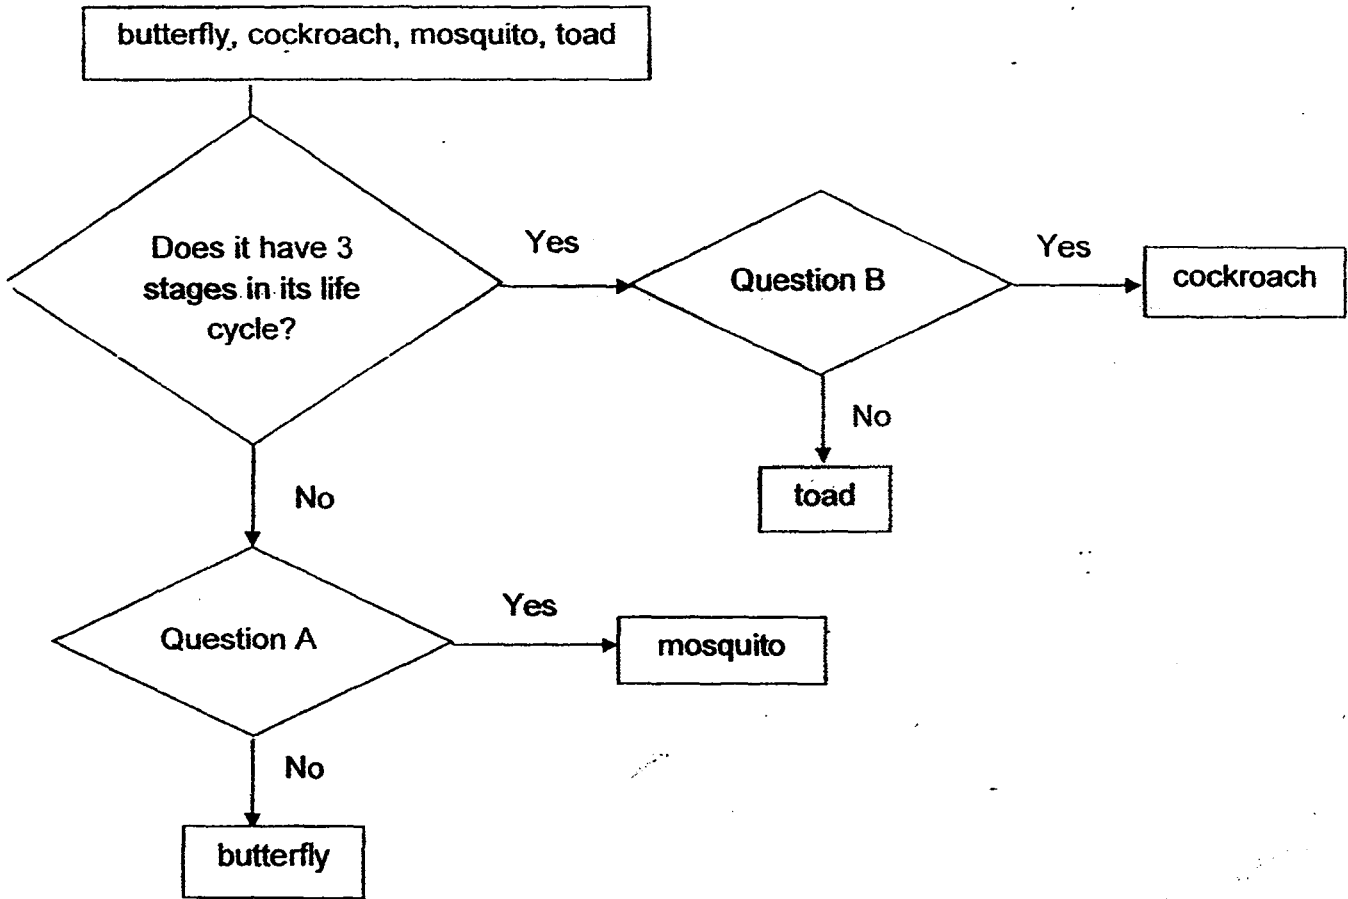 butterfly, cockroach, mosquito, toad
Does it have 3
stages in its life
cycle?
Yes
Question B
Yes
cockroach
No
toad
No
Question A
Yes
mosquito
No
butterfly